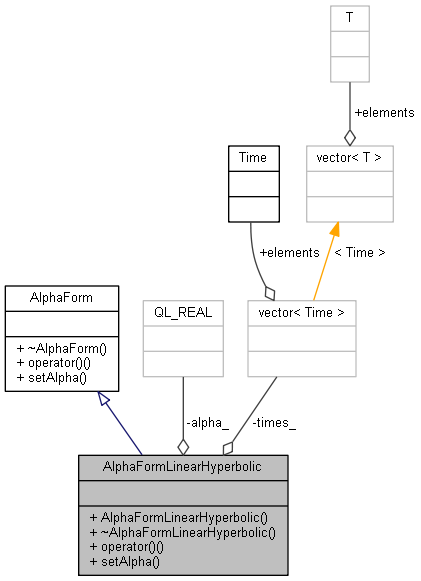 T
+elements
Time
vector< T >
+elements
< Time >
AlphaForm
+ ~AlphaForm()
+ operator()()
+ setAlpha()
QL_REAL
vector< Time >
-alpha_
-times_
AlphaFormLinearHyperbolic
+ AlphaFormLinearHyperbolic()
+ ~AlphaFormLinearHyperbolic()
+ operator()()
+ setAlpha()